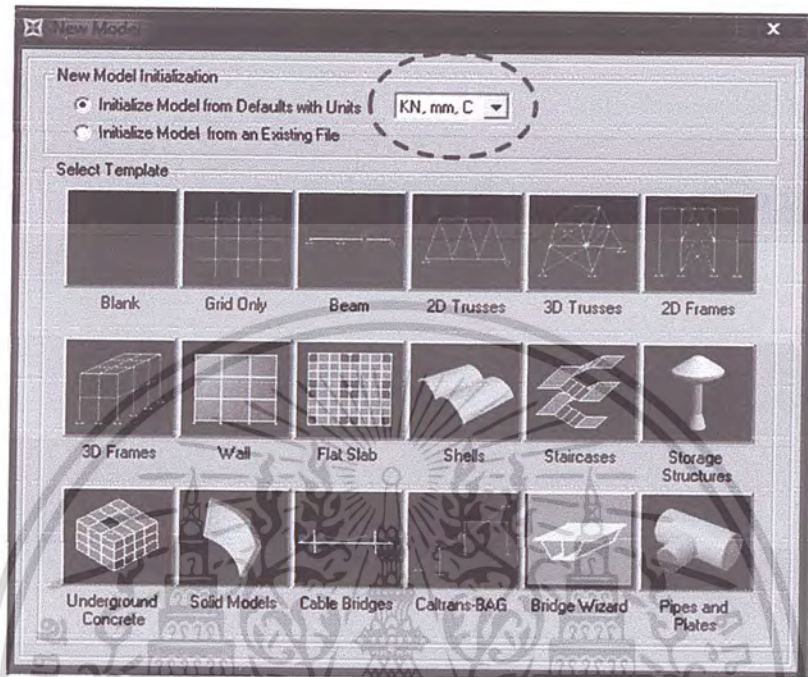 New Model
New Model Initialization
Initialize Model from Defaults with Units KN, mm, C
Initialize Model from an Existing File
Select Template
Blank Grid Only Beam 2D Trusses 3D Trusses 2D Frames
3D Frames Wall Flat Slab Shells Staircases Storage Structures
Underground Concrete Solid Models Cable Bridges Caltrans-BAG Bridge Wizard Pipes and Plates